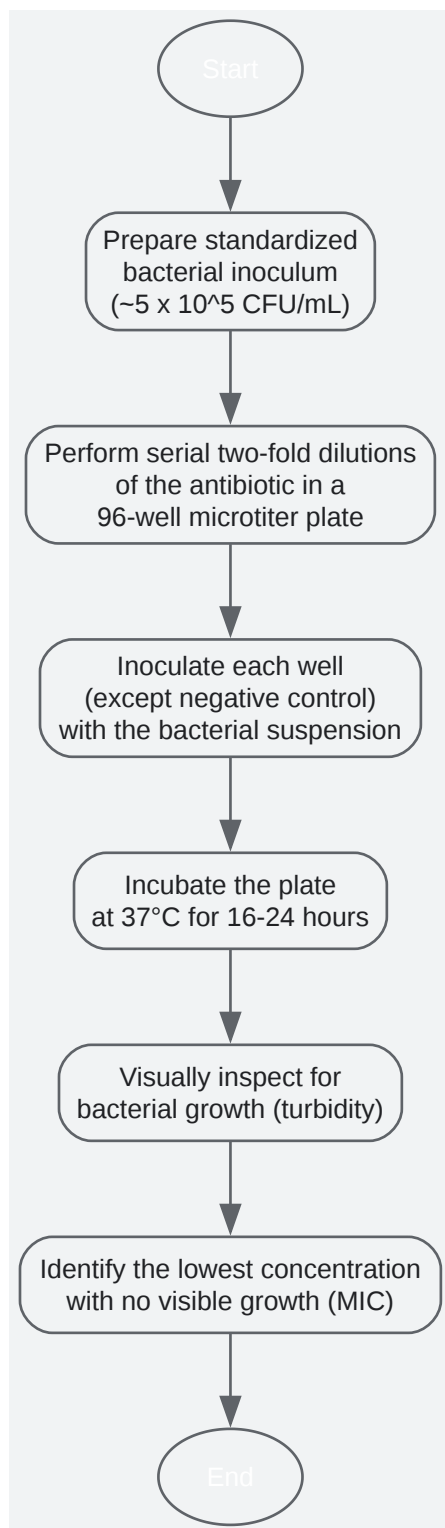 Start
Prepare standardized
bacterial inoculum
(~5 x 10^5 CFU/mL)
Perform serial two-fold dilutions
of the antibiotic in a
96-well microtiter plate
Inoculate each well
(except negative control)
with the bacterial suspension
Incubate the plate
at 37°C for 16-24 hours
Visually inspect for
bacterial growth (turbidity)
Identify the lowest concentration
with no visible growth (MIC)
End